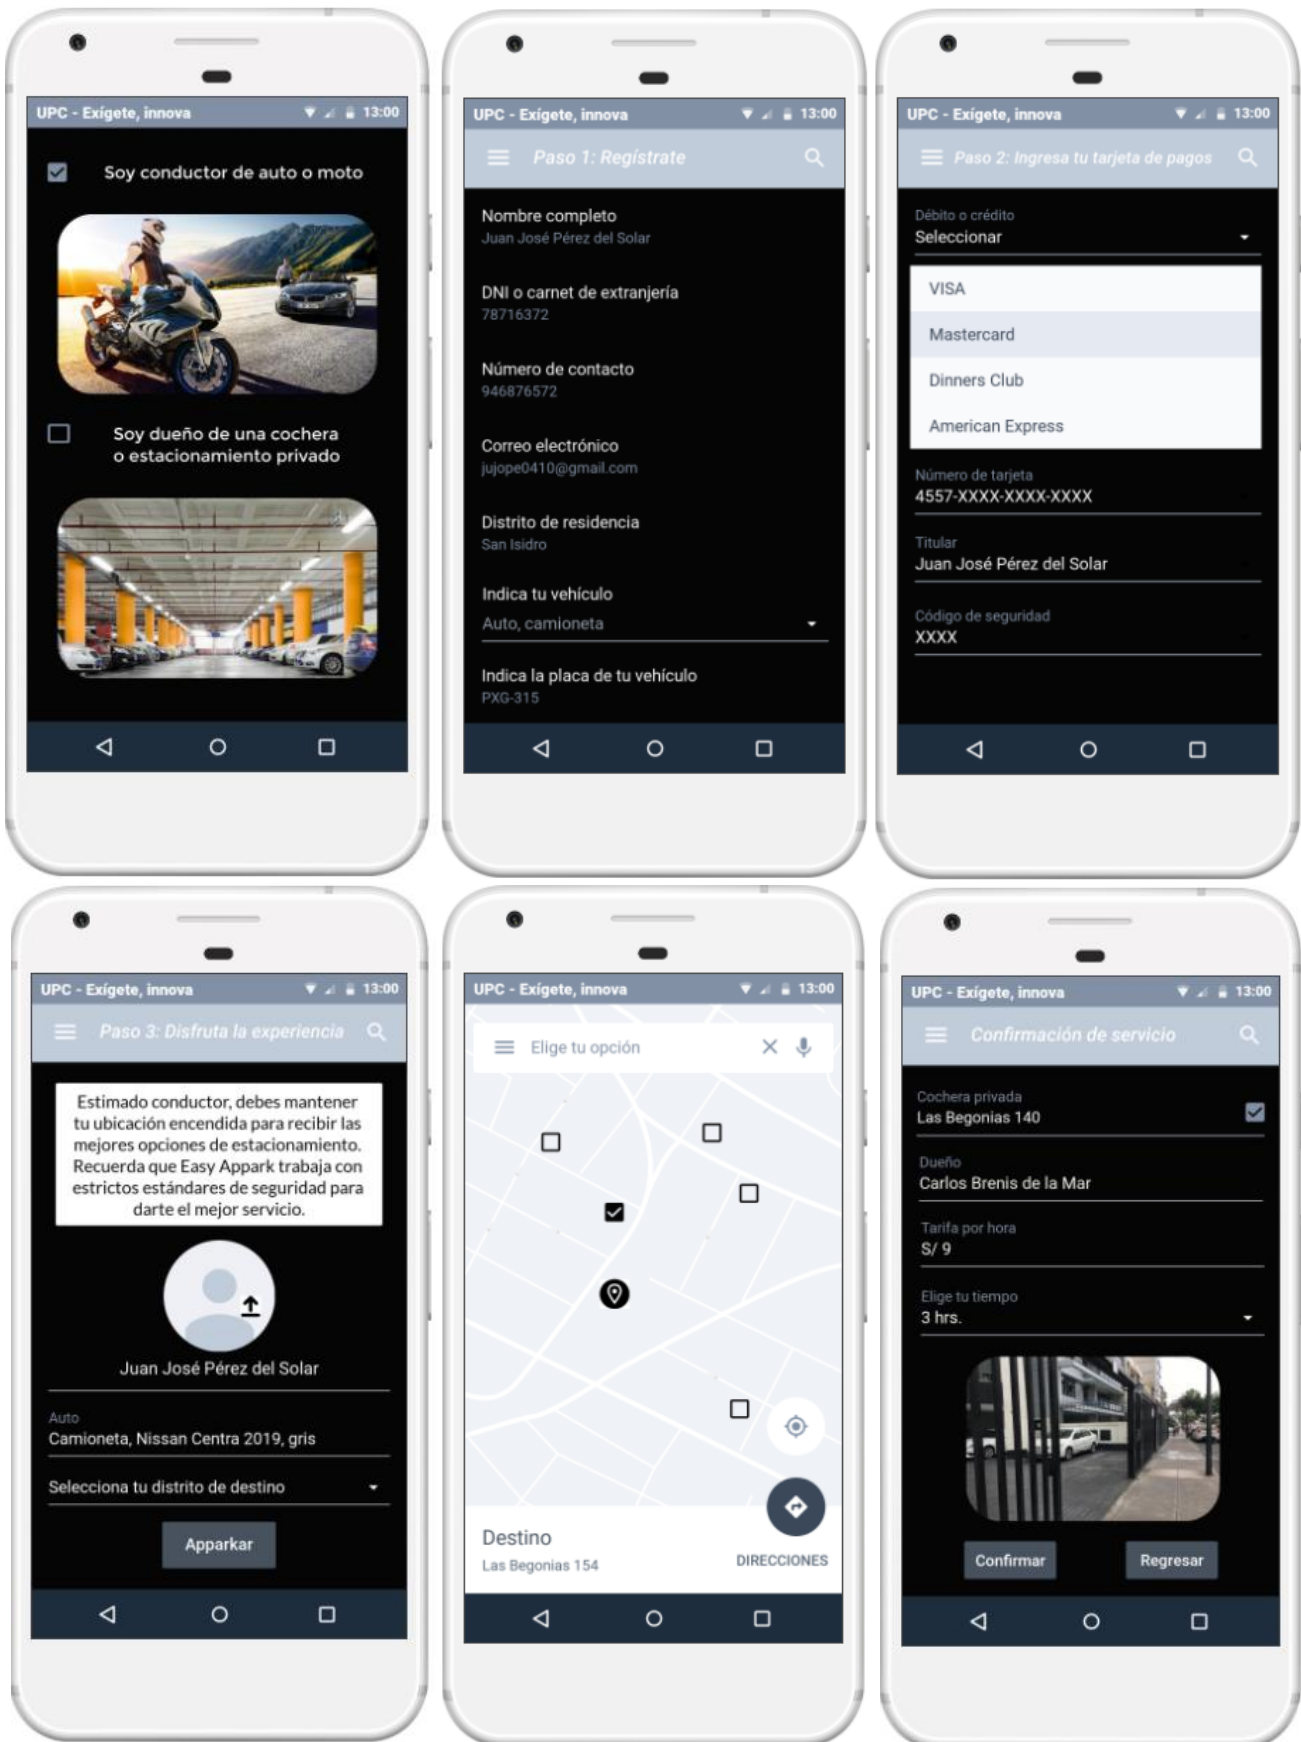 UPC - Exígete, innova 13:00
Soy conductor de auto o moto
Soy dueño de una cochera
o estacionamiento privado
UPC - Exígete, innova 13:00
Paso 1: Regístrate
Nombre completo
Juan José Pérez del Solar
DNI o carnet de extranjería
78716372
Número de contacto
946876572
Correo electrónico
jujope0410@gmail.com
Distrito de residencia
San Isidro
Indica tu vehículo
Auto, camioneta
Indica la placa de tu vehículo
PXG-315
UPC - Exígete, innova 13:00
Paso 2: Ingresa tu tarjeta de pagos
Débito o crédito
Seleccionar
VISA
Mastercard
Dinners Club
American Express
Número de tarjeta
4557-XXXX-XXXX-XXXX
Titular
Juan José Pérez del Solar
Código de seguridad
XXXX
UPC - Exígete, innova 13:00
Paso 3: Disfruta la experiencia
Estimado conductor, debes mantener
tu ubicación encendida para recibir las
mejores opciones de estacionamiento.
Recuerda que Easy Appark trabaja con
estrictos estándares de seguridad para
darte el mejor servicio.
Juan José Pérez del Solar
Auto
Camioneta, Nissan Centra 2019, gris
Selecciona tu distrito de destino
Apparkar
UPC - Exígete, innova 13:00
Elige tu opción
Destino
Las Begonias 154
DIRECCIONES
UPC - Exígete, innova 13:00
Confirmación de servicio
Cochera privada
Las Begonias 140
Dueño
Carlos Brenis de la Mar
Tarifa por hora
S/ 9
Elige tu tiempo
3 hrs.
Confirmar
Regresar